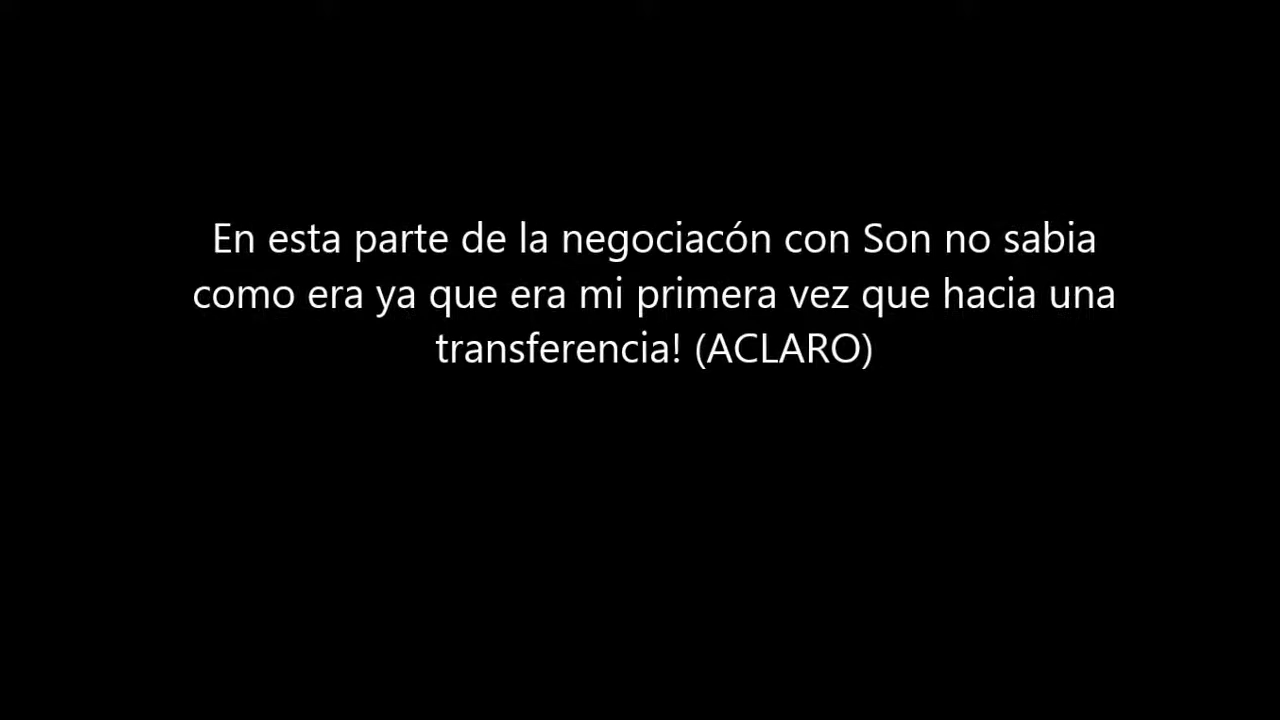 En esta parte de la negociacón con Son no sabia
como era ya que era mi primera vez que hacia una
transferencia! (ACLARO)